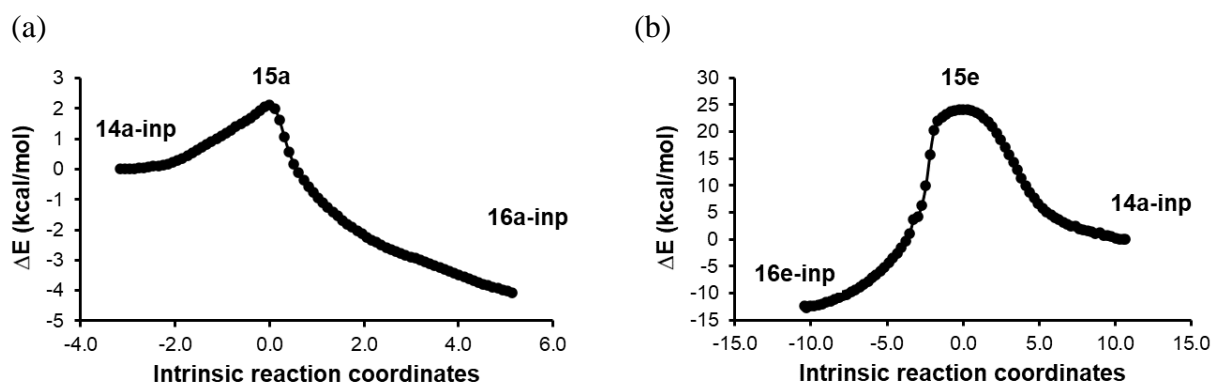 (a)
3
2
1
0
-1
-2
-3
-4
-5
-4.0 -2.0 0.0 2.0 4.0 6.0
ΔE (kcal/mol)
Intrinsic reaction coordinates
14a-inp
15a
16a-inp
(b)
30
25
20
15
10
5
0
-5
-10
-15
-15.0 -10.0 -5.0 0.0 5.0 10.0 15.0
ΔE (kcal/mol)
Intrinsic reaction coordinates
15e
14a-inp
16e-inp